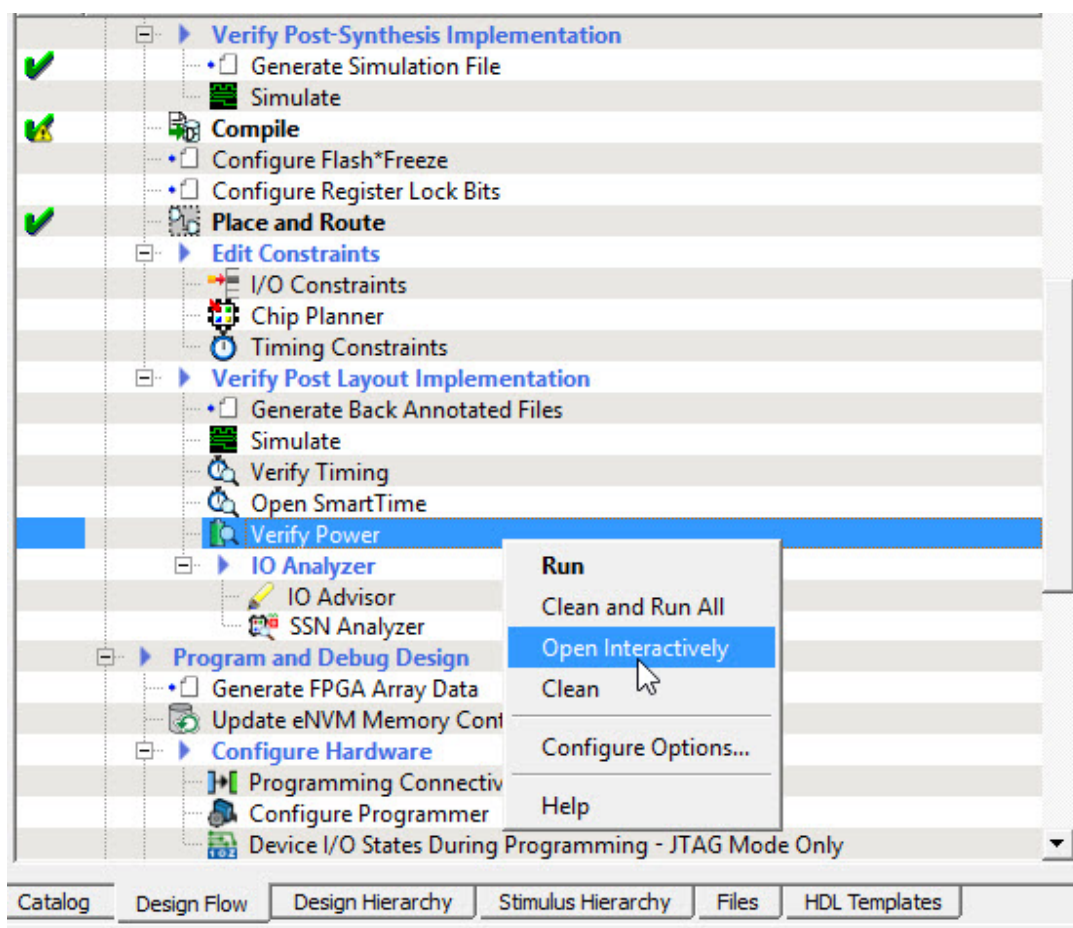 Verify Post-Synthesis Implementation
Generate Simulation File
Simulate
Compile
Configure Flash*Freeze
Configure Register Lock Bits
Place and Route
Edit Constraints
I/O Constraints
Chip Planner
Timing Constraints
Verify Post Layout Implementation
Generate Back Annotated Files
Simulate
Verify Timing
Open SmartTime
Verify Power
IO Analyzer
IO Advisor
SSN Analyzer
Program and Debug Design
Generate FPGA Array Data
Update eNVM Memory Cont
Configure Hardware
Programming Connectiv
Configure Programmer
Device I/O States During Programming - JTAG Mode Only
Run
Clean and Run All
Open Interactively
Clean
Configure Options...
Help
Catalog Design Flow Design Hierarchy Stimulus Hierarchy Files HDL Templates